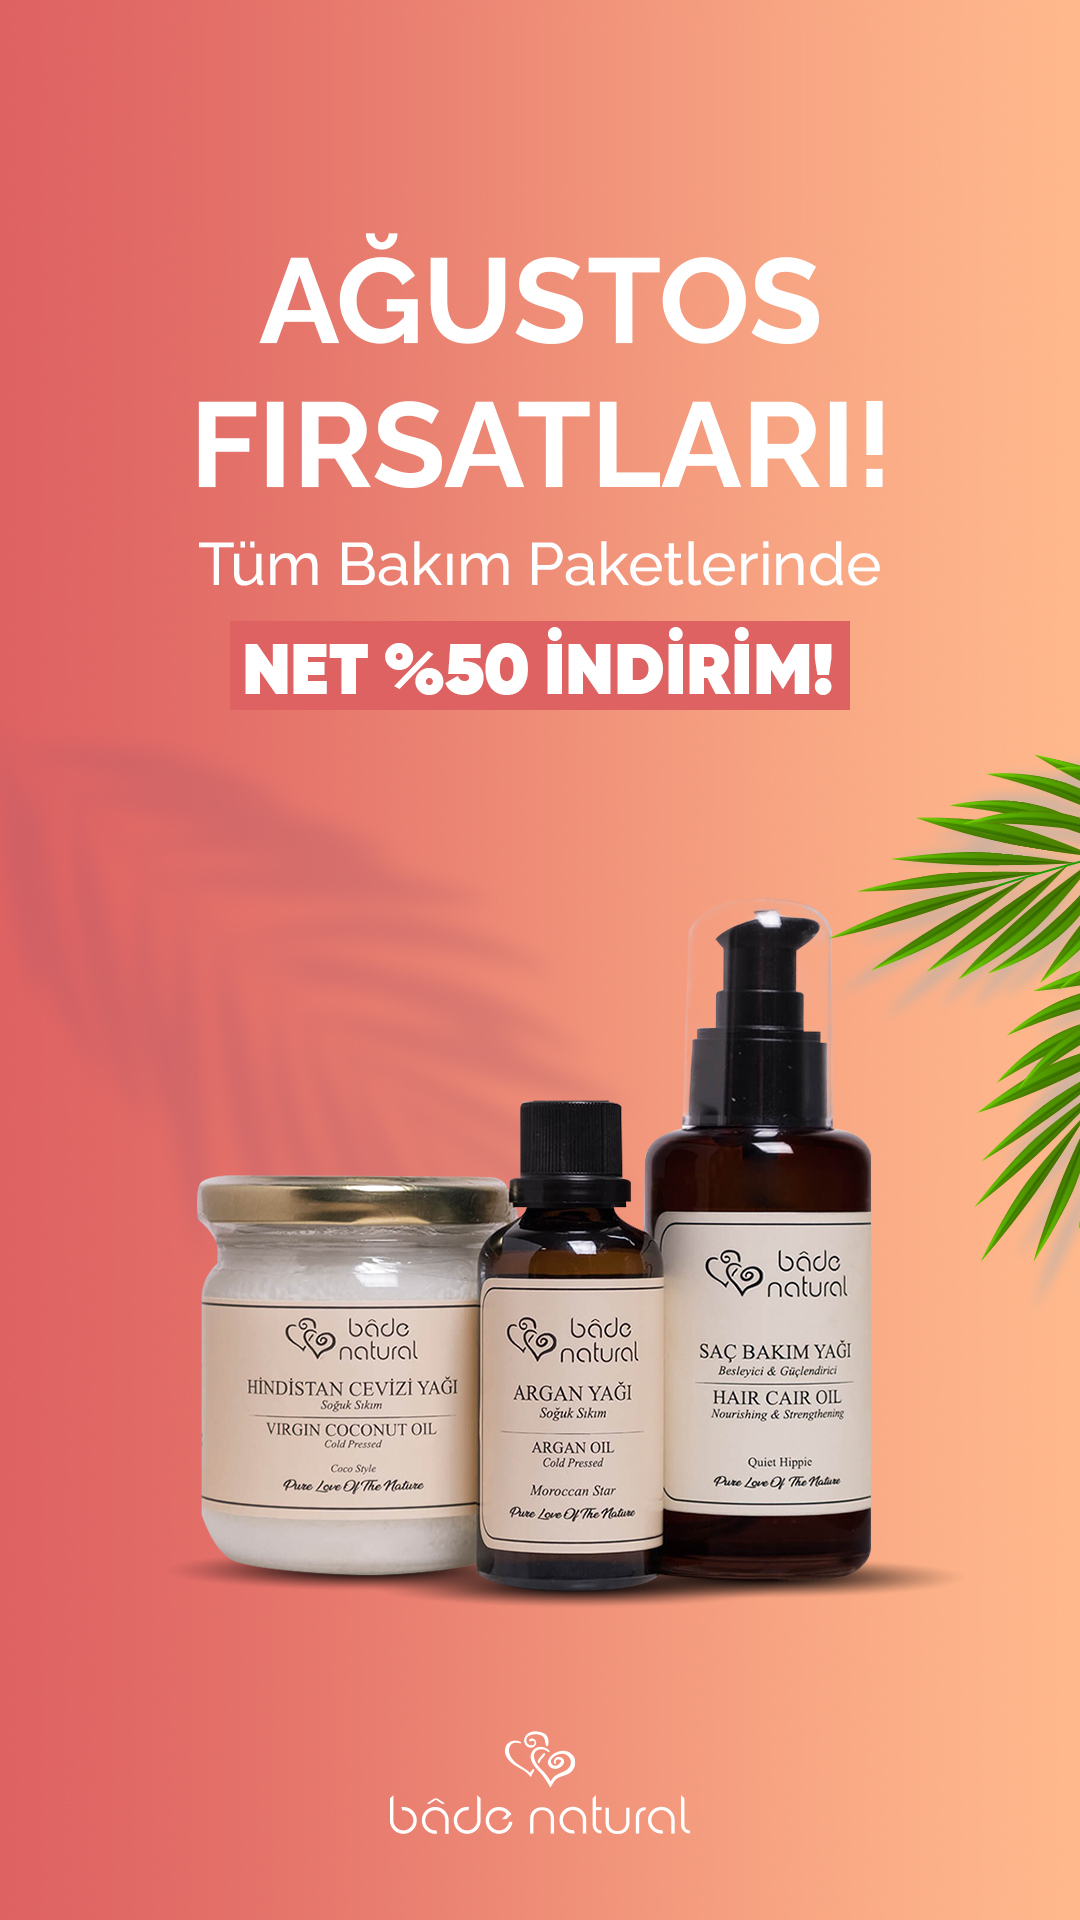 AĞUSTOS
FIRSATLARI!
Tüm Bakım Paketlerinde
NET %50 İNDİRİM!
bâde
natural
HİNDİSTAN CEVİZİ YAĞI
Soğuk Sıkım
VIRGIN COCONUT OIL
Cold Pressed
Coco Style
Pure Love Of The Nature
bâde
natural
ARGAN YAĞI
Soğuk Sıkım
ARGAN OIL
Cold Pressed
Moroccan Star
Pure Love Of The Nature
bâde
natural
SAÇ BAKIM YAĞI
Besleyici & Güçlendirici
HAIR CAIR OIL
Nourishing & Strengthening
Quiet Hippie
Pure Love Of The Nature
bâde natural